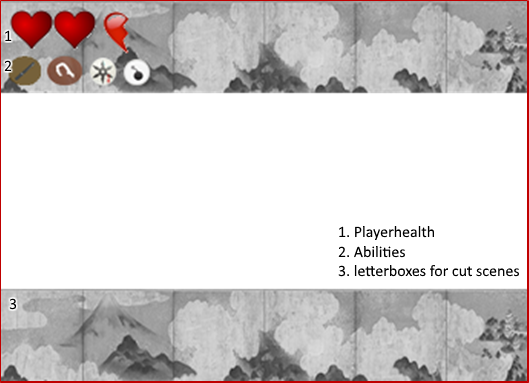 1
2
1. Playerhealth
2. Abilities
3. letterboxes for cut scenes
3